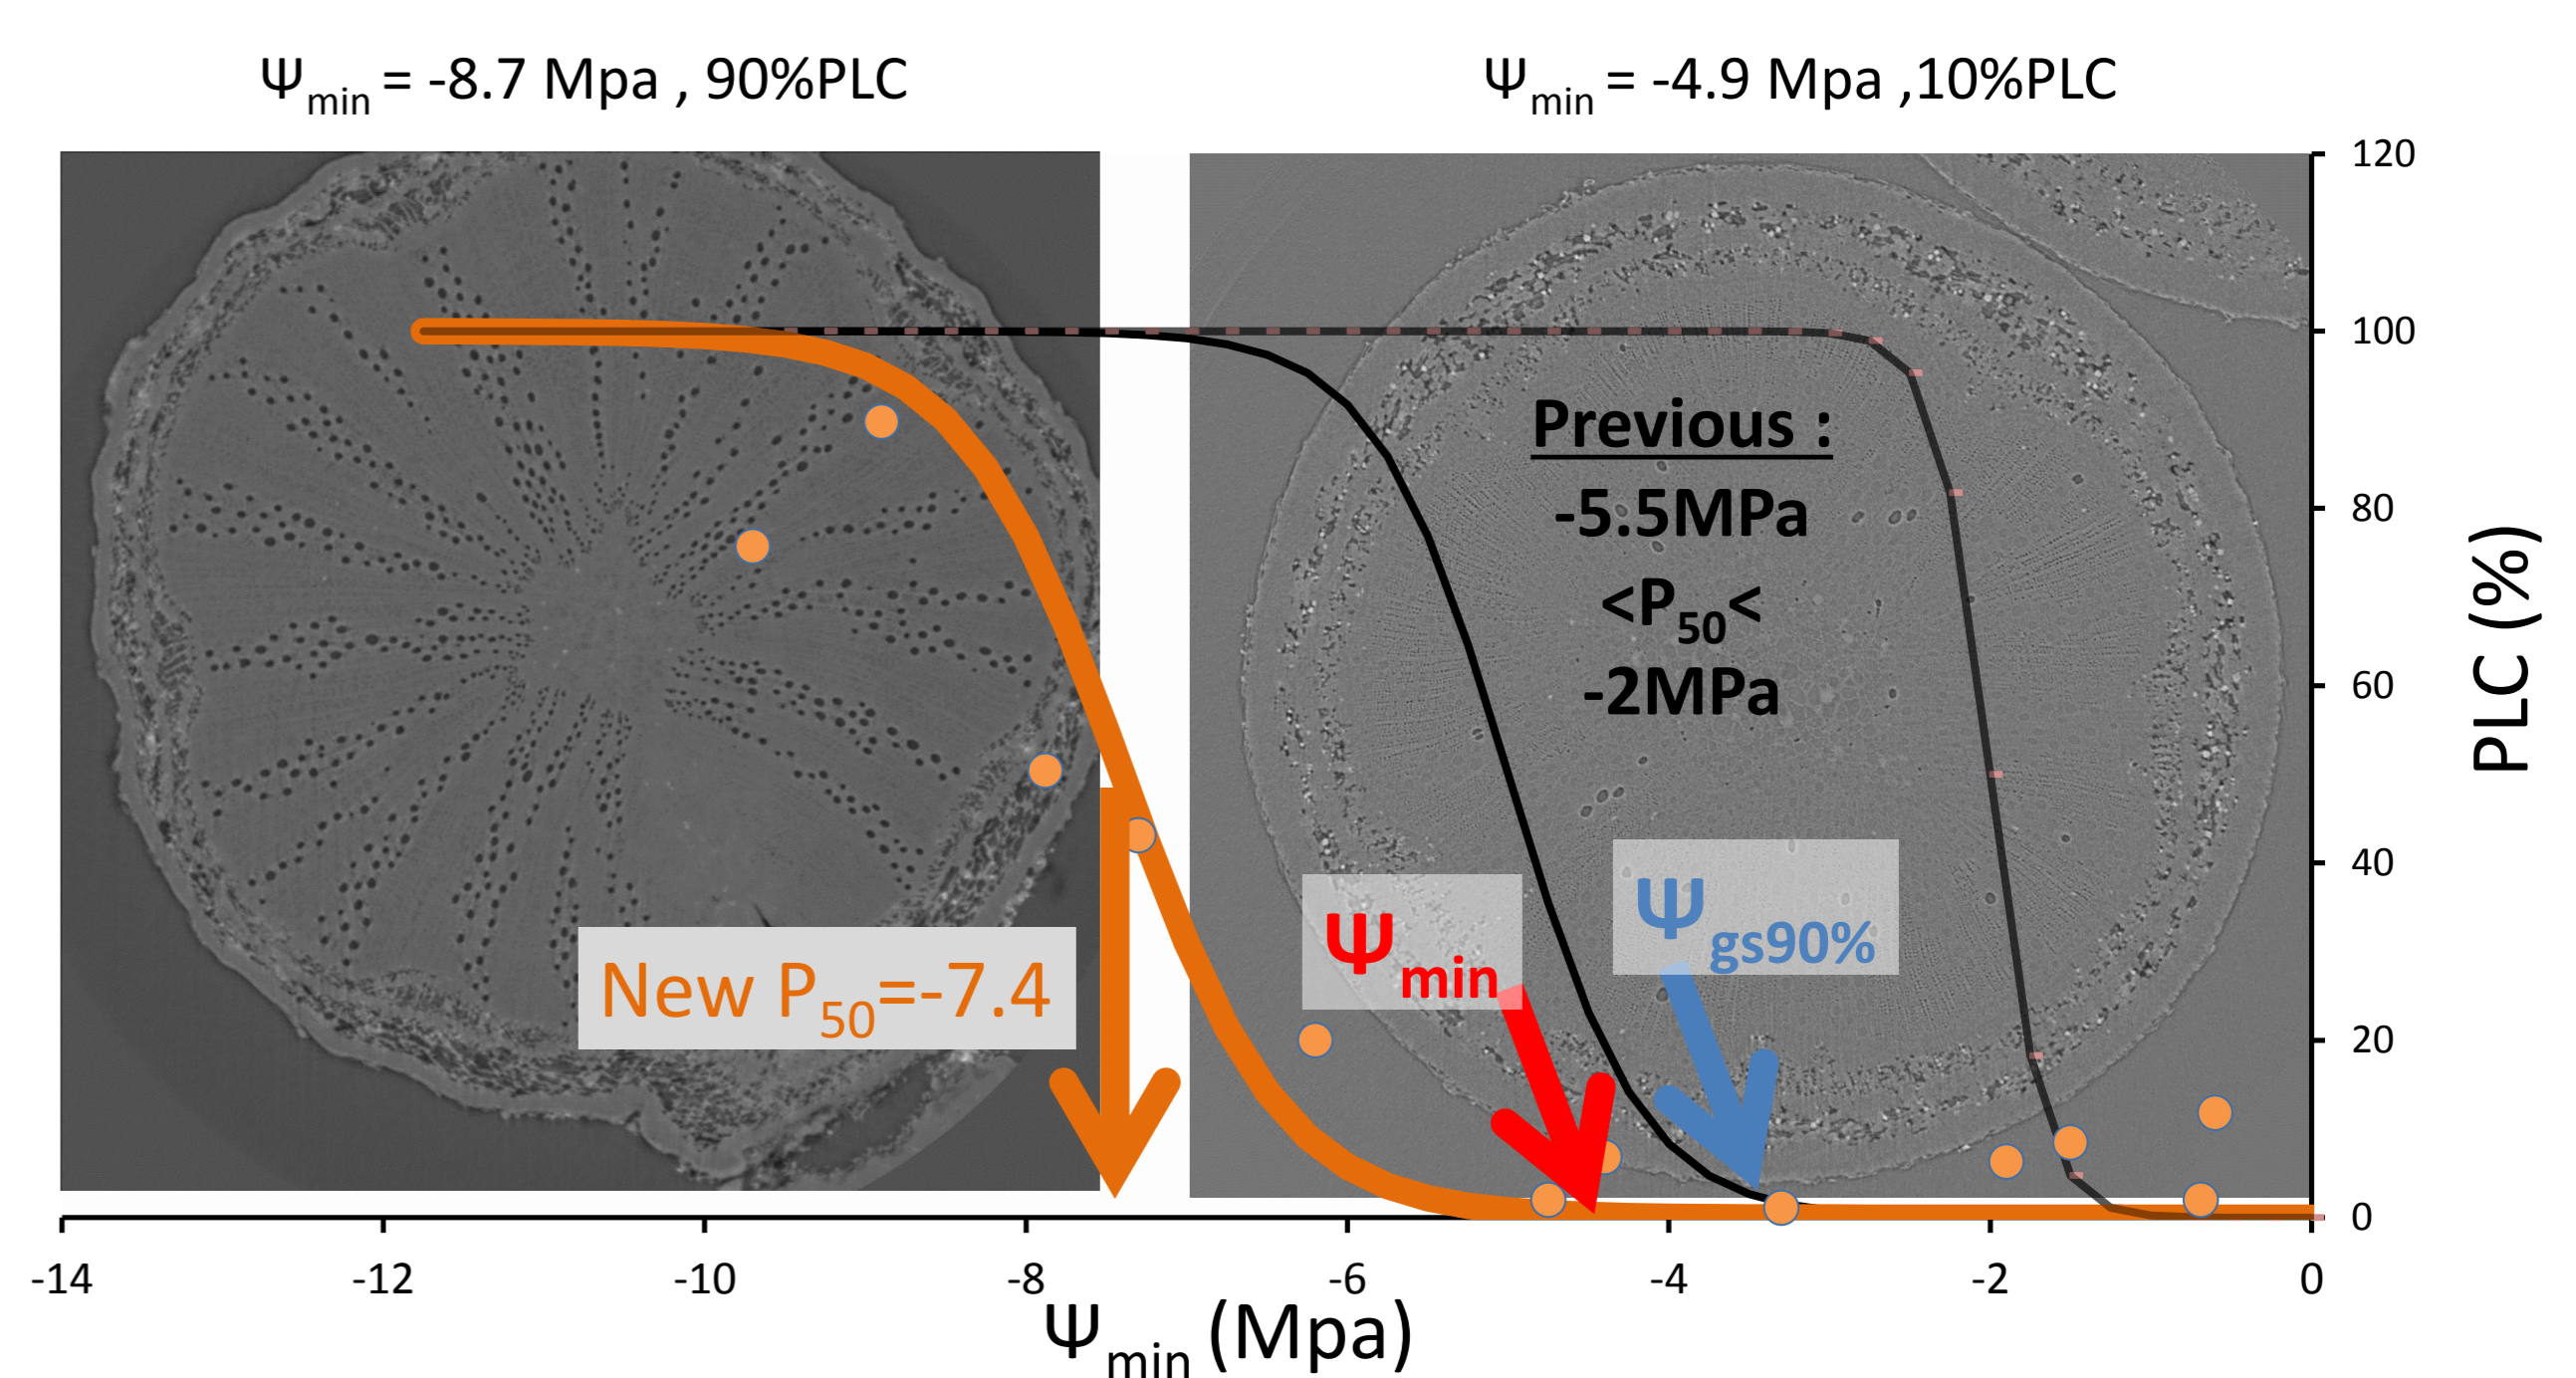 Ψmin = -8.7 Mpa , 90%PLC
Ψmin = -4.9 Mpa ,10%PLC
120
100
80
60
40
20
0
PLC (%)
Previous :
-5.5MPa
<P50<
-2MPa
Ψgs90%
Ψmin
New P50=-7.4
-14
-12
-10
-8
-6
-4
-2
0
Ψmin (Mpa)